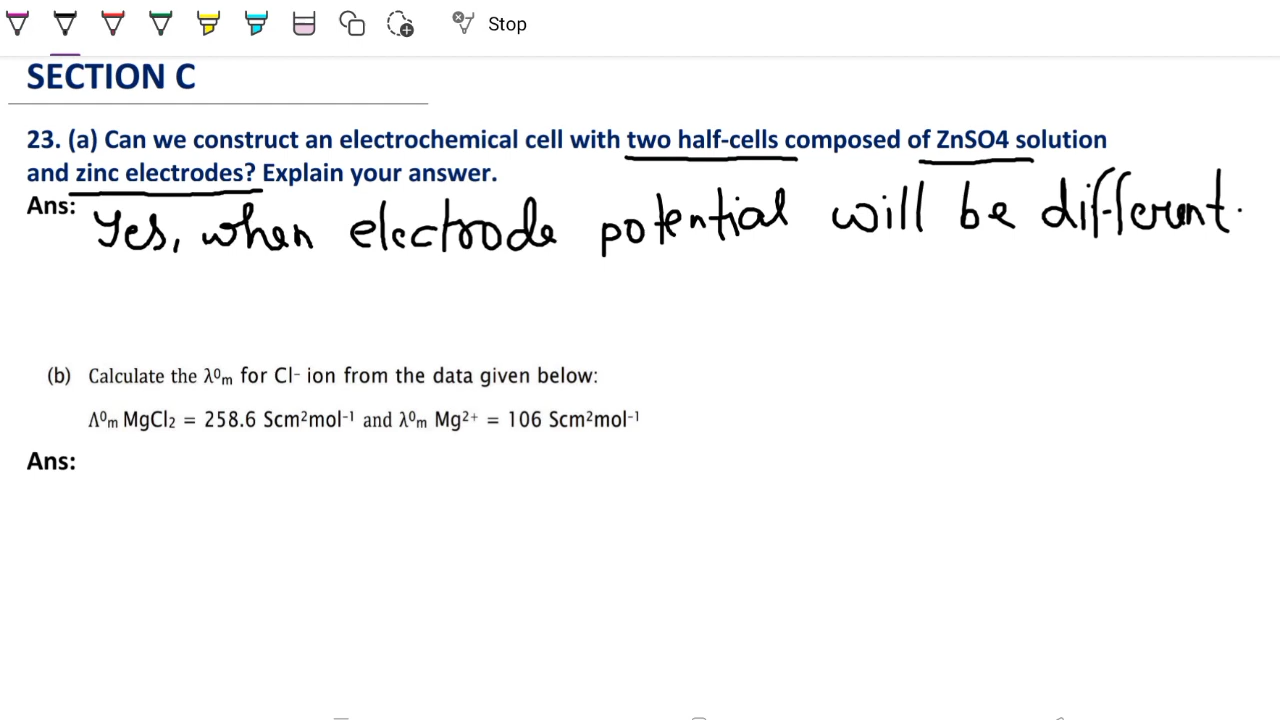 Stop
SECTION C
23. (a) Can we construct an electrochemical cell with two half-cells composed of ZnSO4 solution
and zinc electrodes? Explain your answer.
Ans:
Yes, when electrode potential will be different.
(b) Calculate the λ⁰m for Cl- ion from the data given below:
Λ⁰m MgCl₂ = 258.6 Scm²mol⁻¹ and λ⁰m Mg²⁺ = 106 Scm²mol⁻¹
Ans: